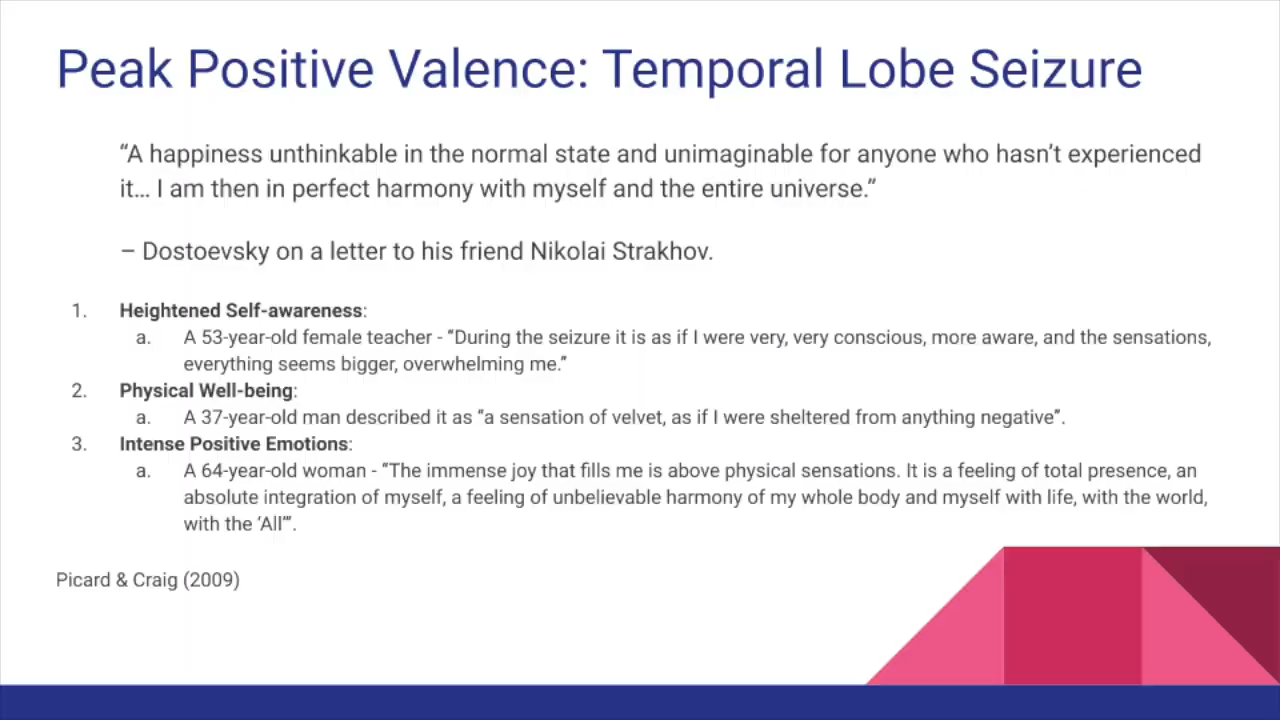 Peak Positive Valence: Temporal Lobe Seizure
“A happiness unthinkable in the normal state and unimaginable for anyone who hasn’t experienced
it… I am then in perfect harmony with myself and the entire universe.”
– Dostoevsky on a letter to his friend Nikolai Strakhov.
1. Heightened Self-awareness:
a. A 53-year-old female teacher - “During the seizure it is as if I were very, very conscious, more aware, and the sensations,
everything seems bigger, overwhelming me.”
2. Physical Well-being:
a. A 37-year-old man described it as “a sensation of velvet, as if I were sheltered from anything negative”.
3. Intense Positive Emotions:
a. A 64-year-old woman - “The immense joy that fills me is above physical sensations. It is a feeling of total presence, an
absolute integration of myself, a feeling of unbelievable harmony of my whole body and myself with life, with the world,
with the ‘All’”.
Picard & Craig (2009)